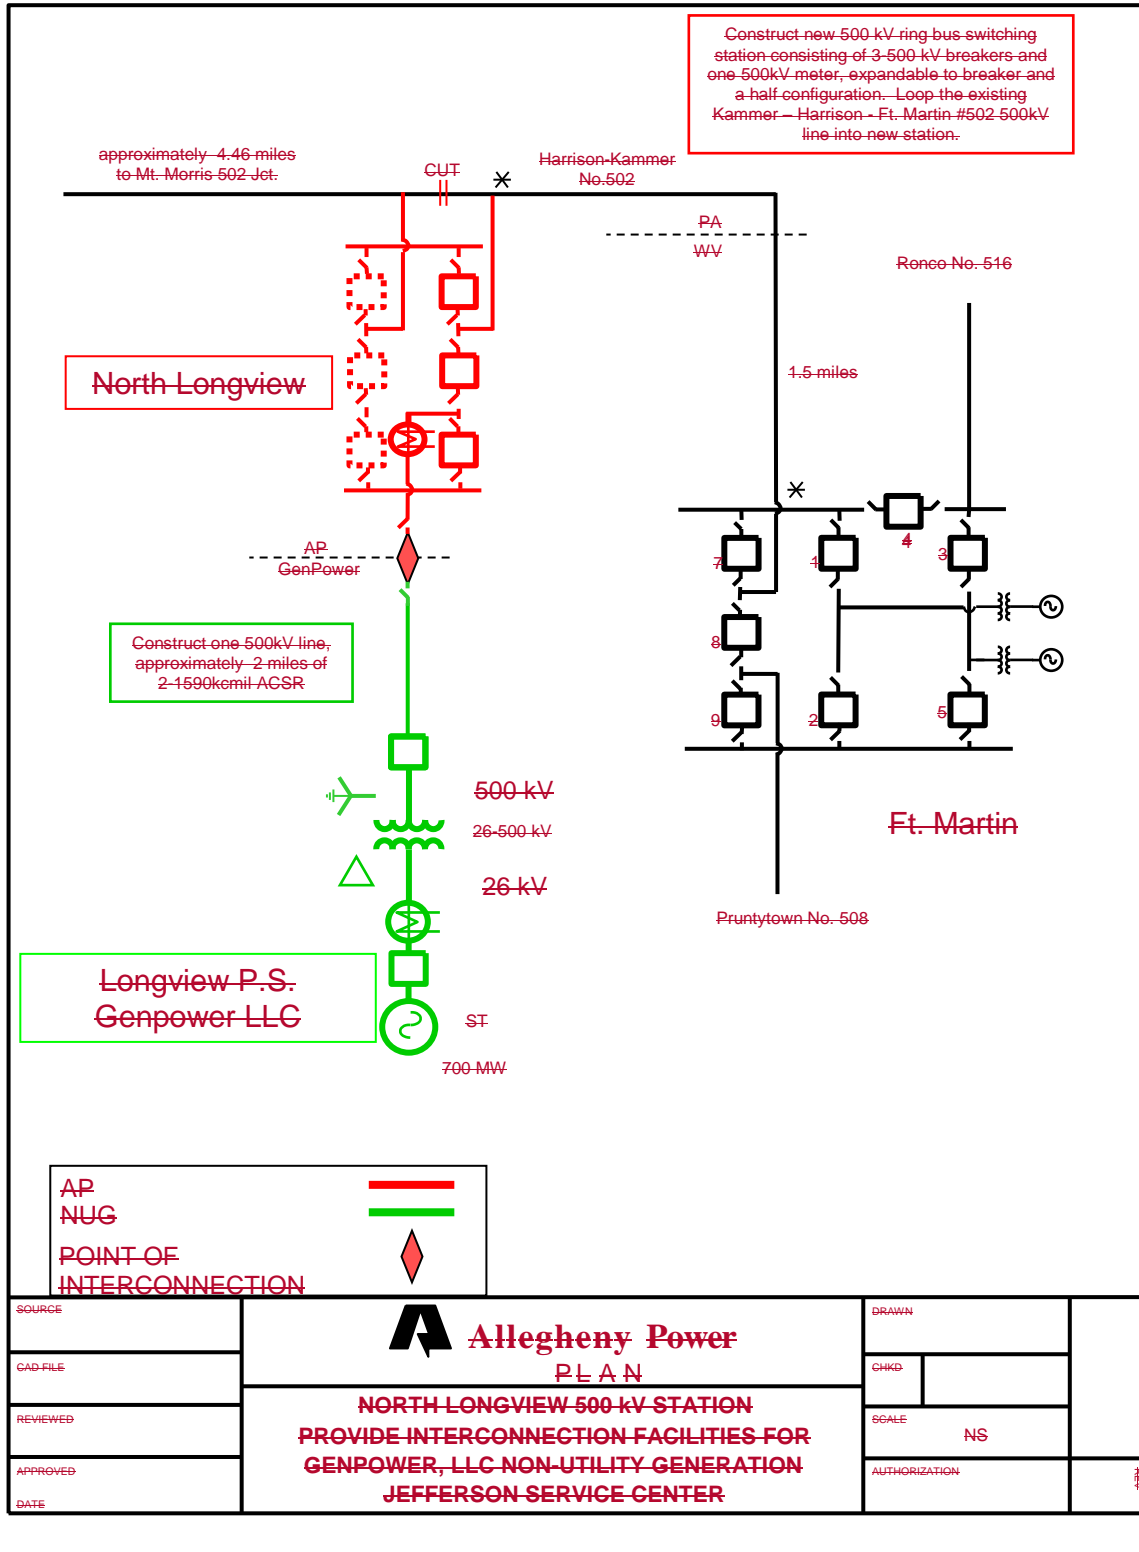 Construct new 500 kV ring bus switching
station consisting of 3-500 kV breakers and
one 500kV meter, expandable to breaker and
a half configuration. Loop the existing
Kammer – Harrison - Ft. Martin #502 500kV
line into new station.
approximately 4.46 miles
to Mt. Morris 502 Jct.
CUT
Harrison-Kammer
No.502
PA
WV
Ronco No. 516
North Longview
1.5 miles
AP
GenPower
4
7
1
3
8
9
2
5
Construct one 500kV line,
approximately 2 miles of
2-1590kcmil ACSR
500 kV
26-500 kV
26 kV
Ft. Martin
Pruntytown No. 508
Longview P.S.
Genpower LLC
ST
700 MW
AP
NUG
POINT OF
INTERCONNECTION
SOURCE
CAD FILE
REVIEWED
APPROVED
DATE
Allegheny Power
PLAN
NORTH LONGVIEW 500 kV STATION
PROVIDE INTERCONNECTION FACILITIES FOR
GENPOWER, LLC NON-UTILITY GENERATION
JEFFERSON SERVICE CENTER
DRAWN
CHKD
SCALE
NS
AUTHORIZATION